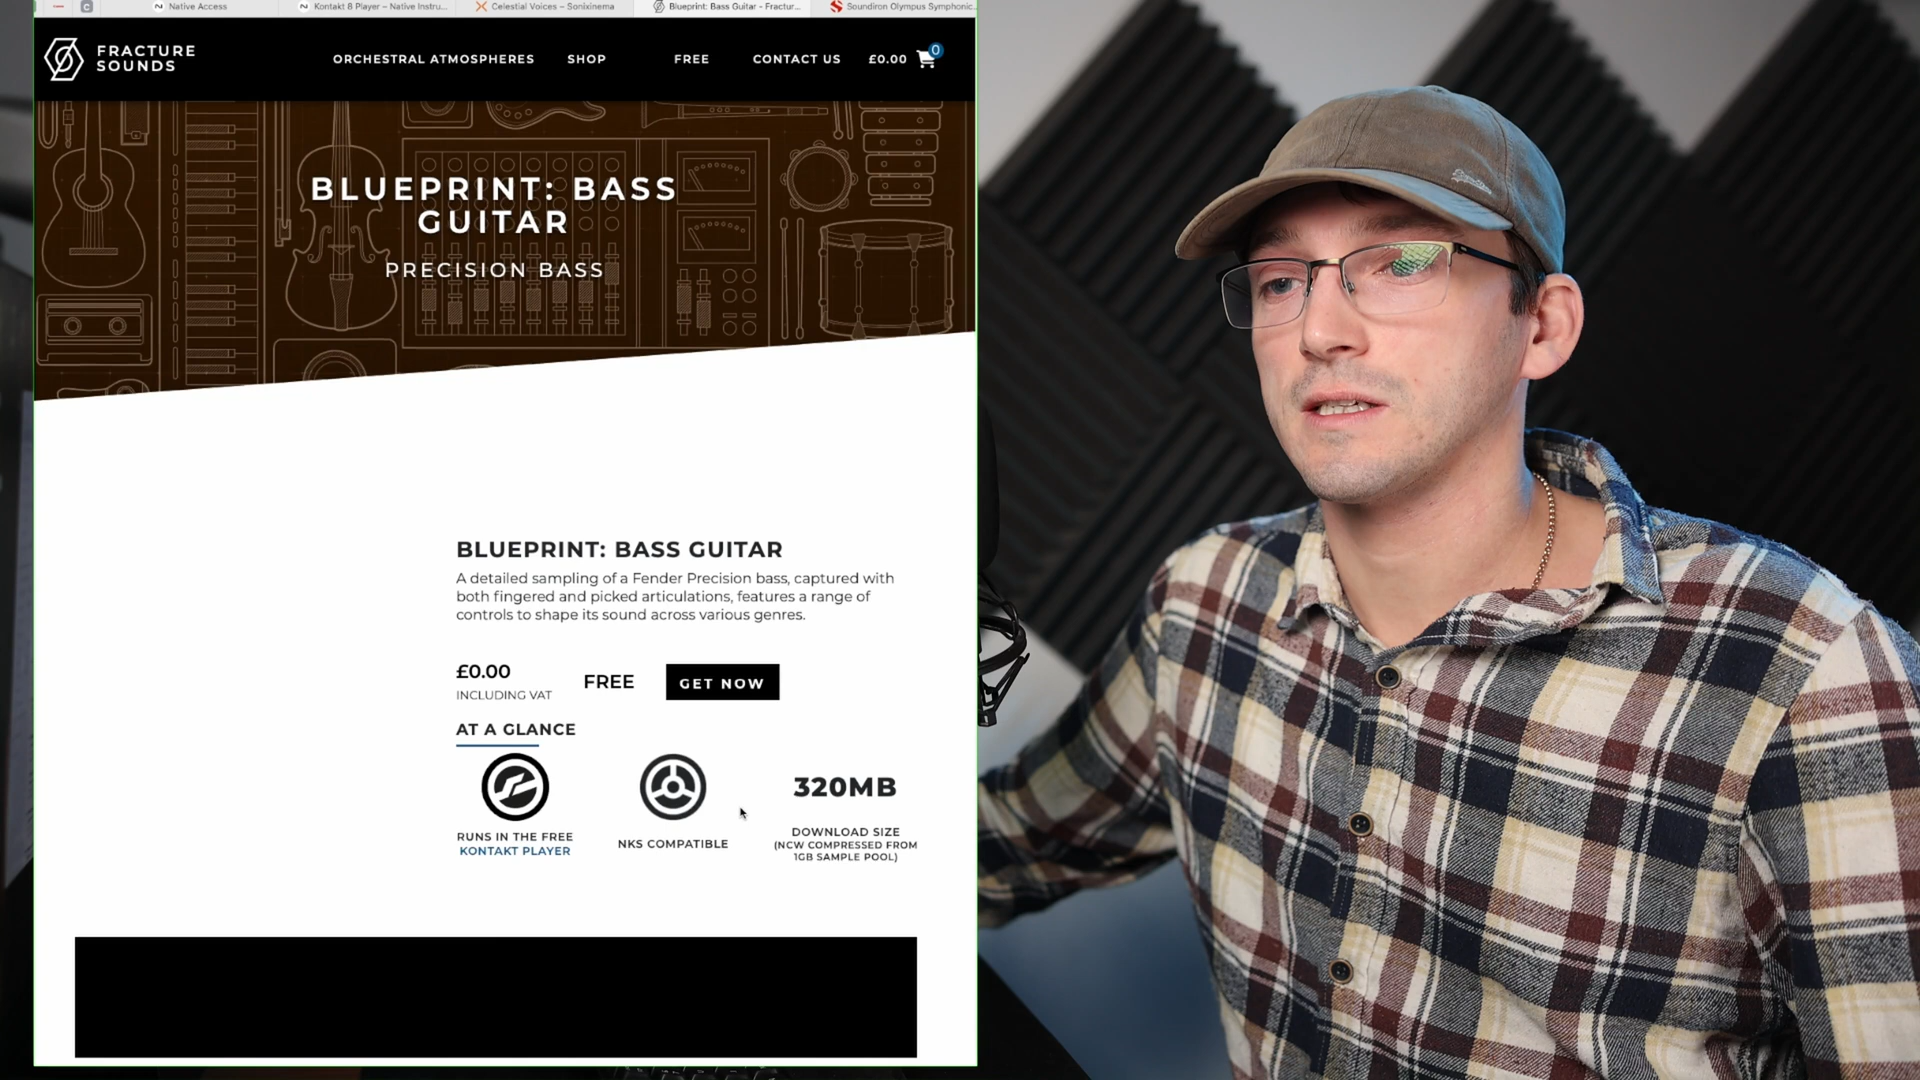 Native Access
Kontakt 8 Player – Native Instru...
Celestial Voices – Sonixinema
Blueprint: Bass Guitar - Fractur...
Soundiron Olympus Symphonic...
FRACTURE
SOUNDS
ORCHESTRAL ATMOSPHERES
SHOP
FREE
CONTACT US
£0.00
0
BLUEPRINT: BASS
GUITAR
PRECISION BASS
BLUEPRINT: BASS GUITAR
A detailed sampling of a Fender Precision bass, captured with
both fingered and picked articulations, features a range of
controls to shape its sound across various genres.
£0.00
INCLUDING VAT
FREE
GET NOW
AT A GLANCE
RUNS IN THE FREE
KONTAKT PLAYER
NKS COMPATIBLE
320MB
DOWNLOAD SIZE
(NCW COMPRESSED FROM
1GB SAMPLE POOL)